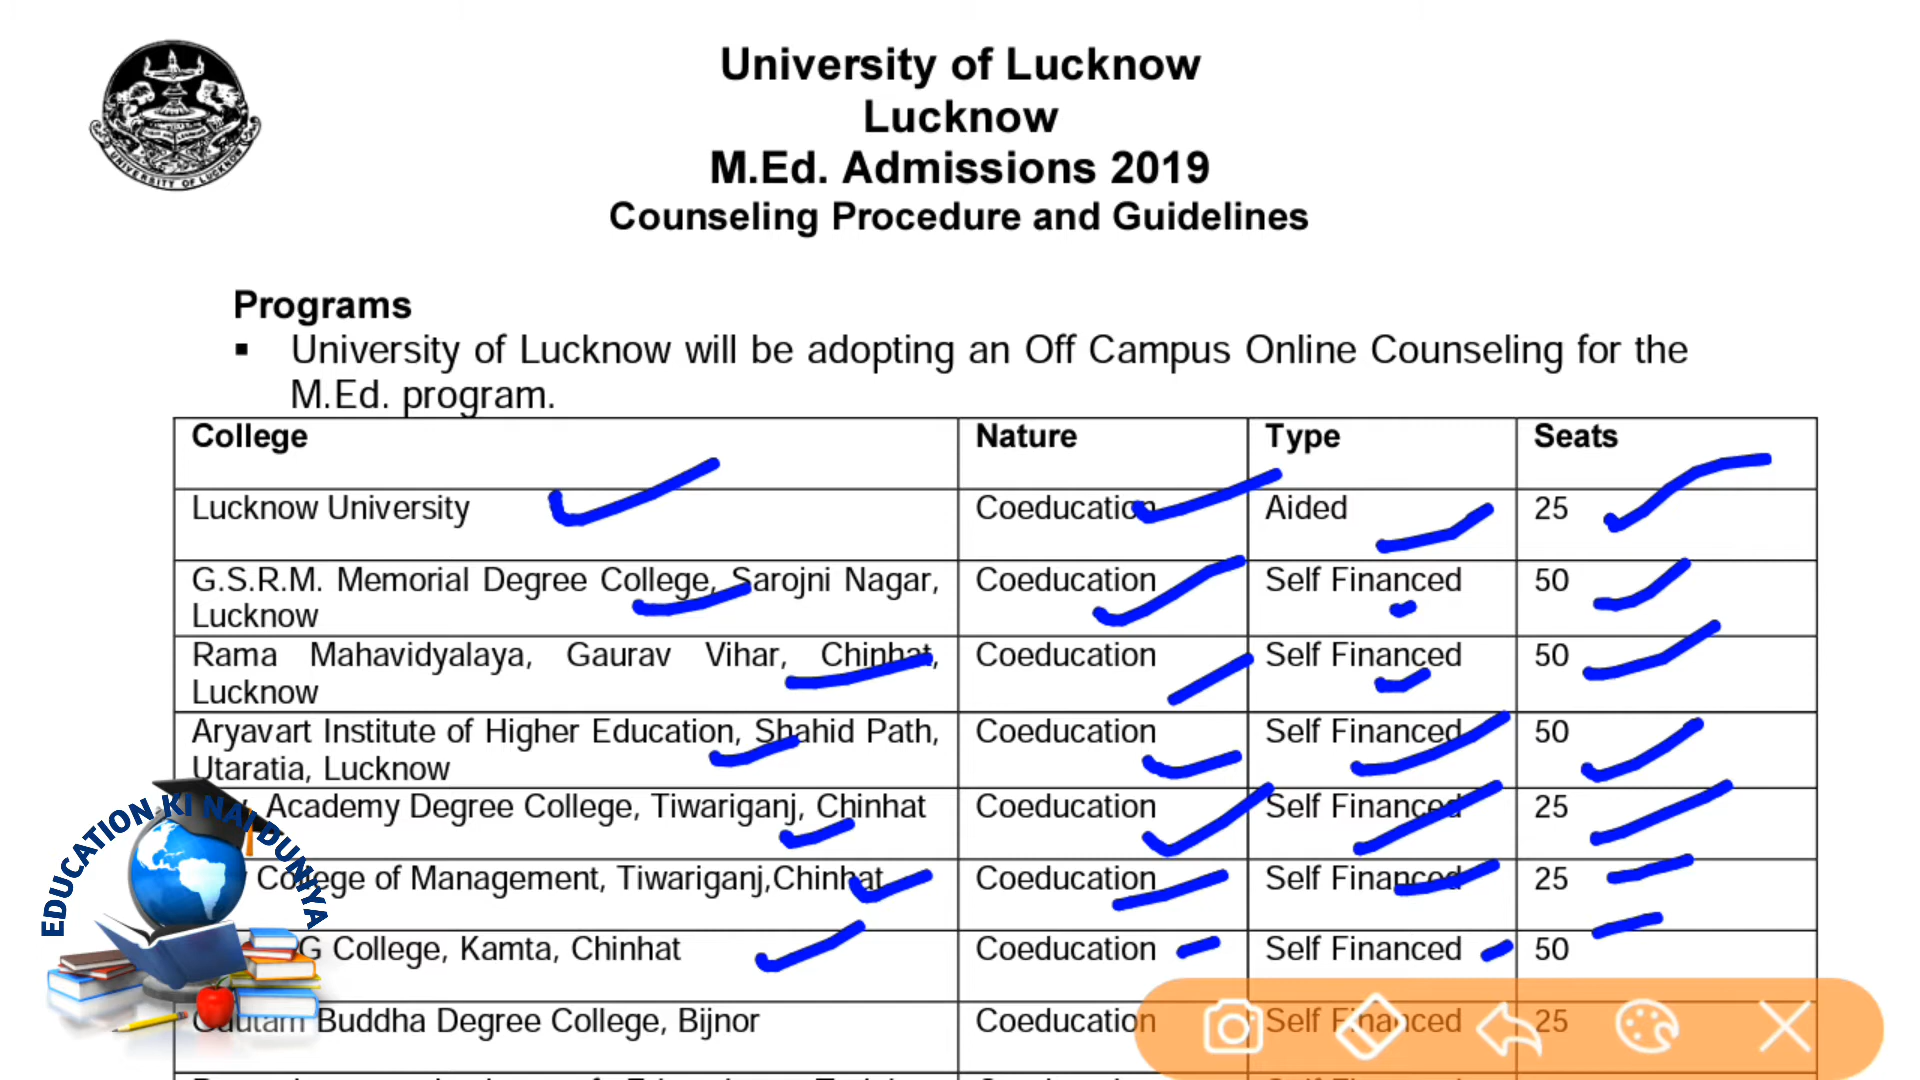 University of Lucknow
Lucknow
M.Ed. Admissions 2019
Counseling Procedure and Guidelines
UNIVERSITY OF LUCKNOW
Programs
▪ University of Lucknow will be adopting an Off Campus Online Counseling for the
M.Ed. program.
College Nature Type Seats
Lucknow University Coeducation Aided 25
G.S.R.M. Memorial Degree College, Sarojni Nagar, Coeducation Self Financed 50
Lucknow
Rama Mahavidyalaya, Gaurav Vihar, Chinhat, Coeducation Self Financed 50
Lucknow
Aryavart Institute of Higher Education, Shahid Path, Coeducation Self Financed 50
Utaratia, Lucknow
Academy Degree College, Tiwariganj, Chinhat Coeducation Self Financed 25
College of Management, Tiwariganj,Chinhat Coeducation Self Financed 25
G College, Kamta, Chinhat Coeducation Self Financed 50
Gautam Buddha Degree College, Bijnor Coeducation Self Financed 25
EDUCATION KI NAI DUNIYA